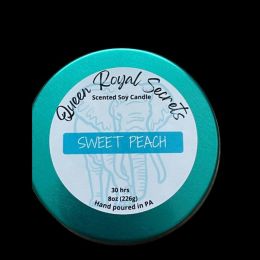 Queen Royal Secrets
Scented Soy Candle
SWEET PEACH
30 hrs
8oz (226g)
Hand poured in PA